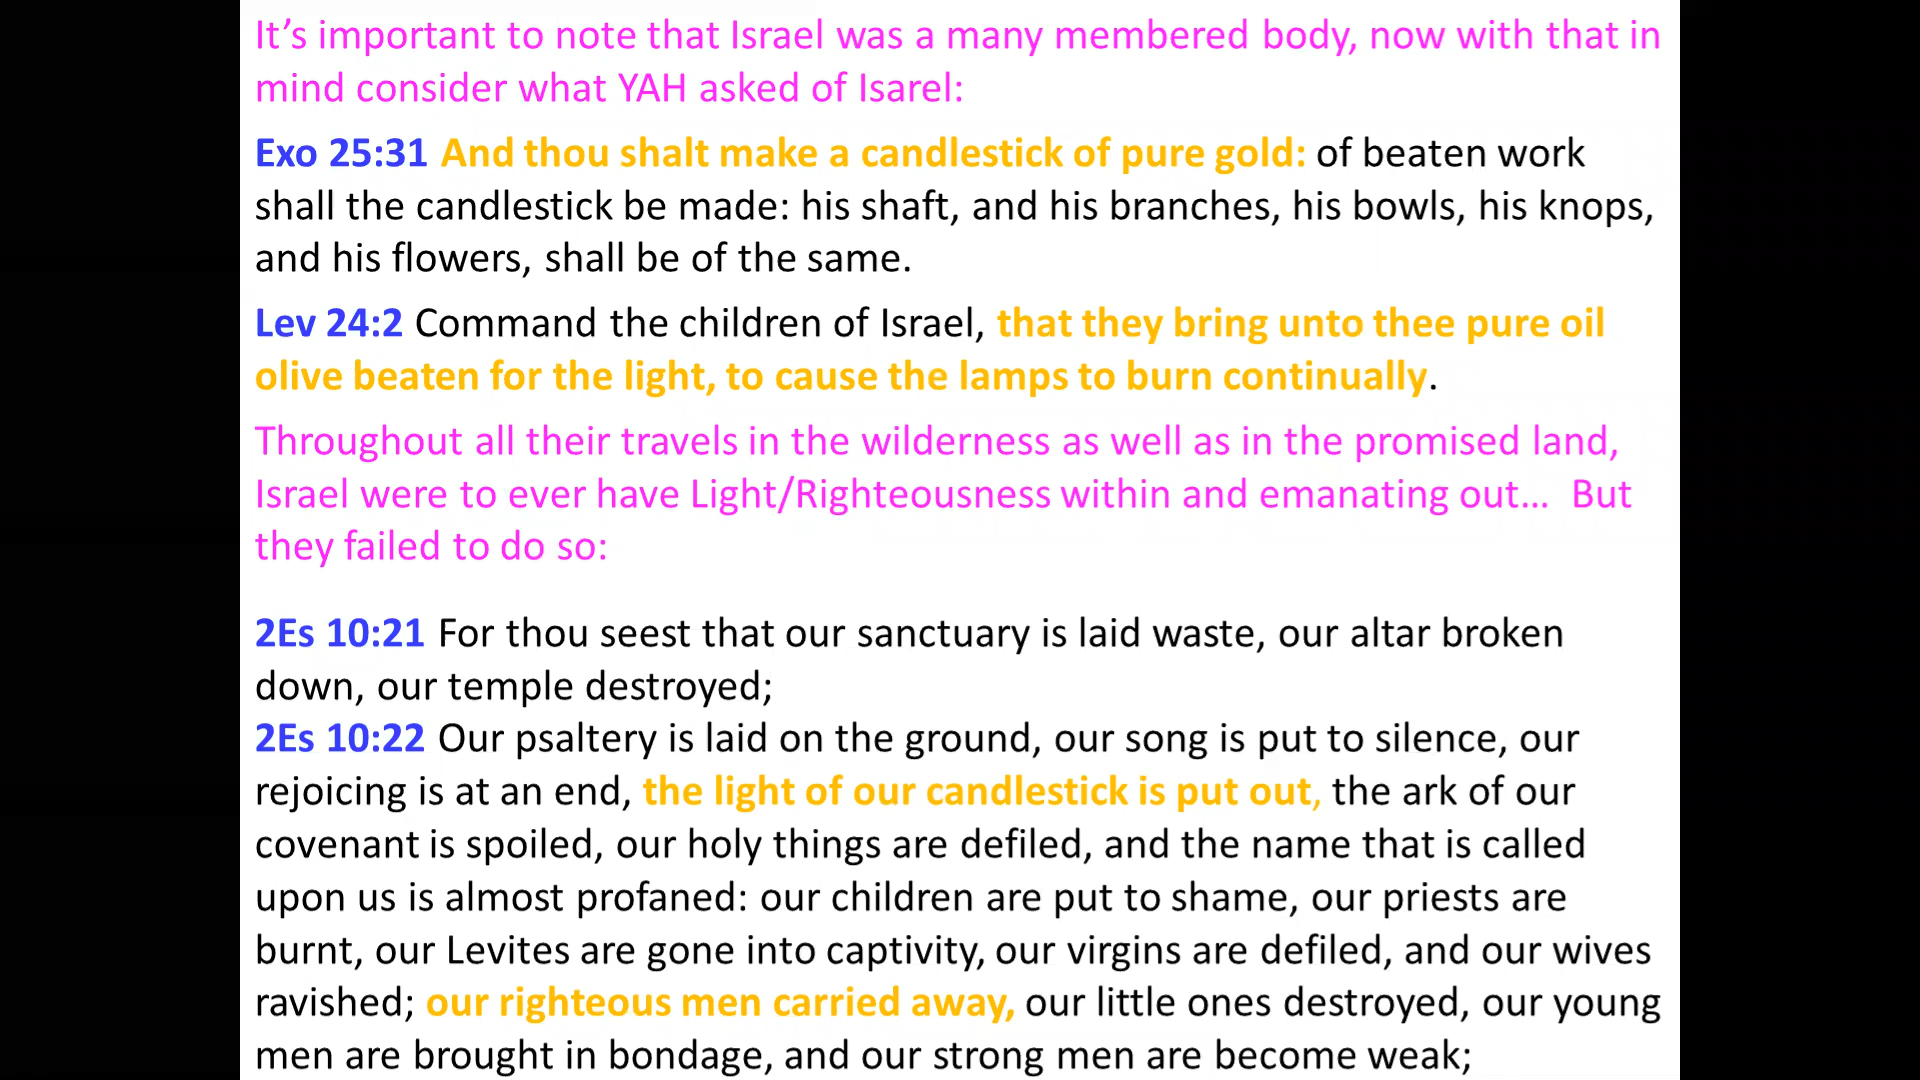 It’s important to note that Israel was a many membered body, now with that in
mind consider what YAH asked of Isarel:
Exo 25:31 And thou shalt make a candlestick of pure gold: of beaten work
shall the candlestick be made: his shaft, and his branches, his bowls, his knops,
and his flowers, shall be of the same.
Lev 24:2 Command the children of Israel, that they bring unto thee pure oil
olive beaten for the light, to cause the lamps to burn continually.
Throughout all their travels in the wilderness as well as in the promised land,
Israel were to ever have Light/Righteousness within and emanating out… But
they failed to do so:
2Es 10:21 For thou seest that our sanctuary is laid waste, our altar broken
down, our temple destroyed;
2Es 10:22 Our psaltery is laid on the ground, our song is put to silence, our
rejoicing is at an end, the light of our candlestick is put out, the ark of our
covenant is spoiled, our holy things are defiled, and the name that is called
upon us is almost profaned: our children are put to shame, our priests are
burnt, our Levites are gone into captivity, our virgins are defiled, and our wives
ravished; our righteous men carried away, our little ones destroyed, our young
men are brought in bondage, and our strong men are become weak;